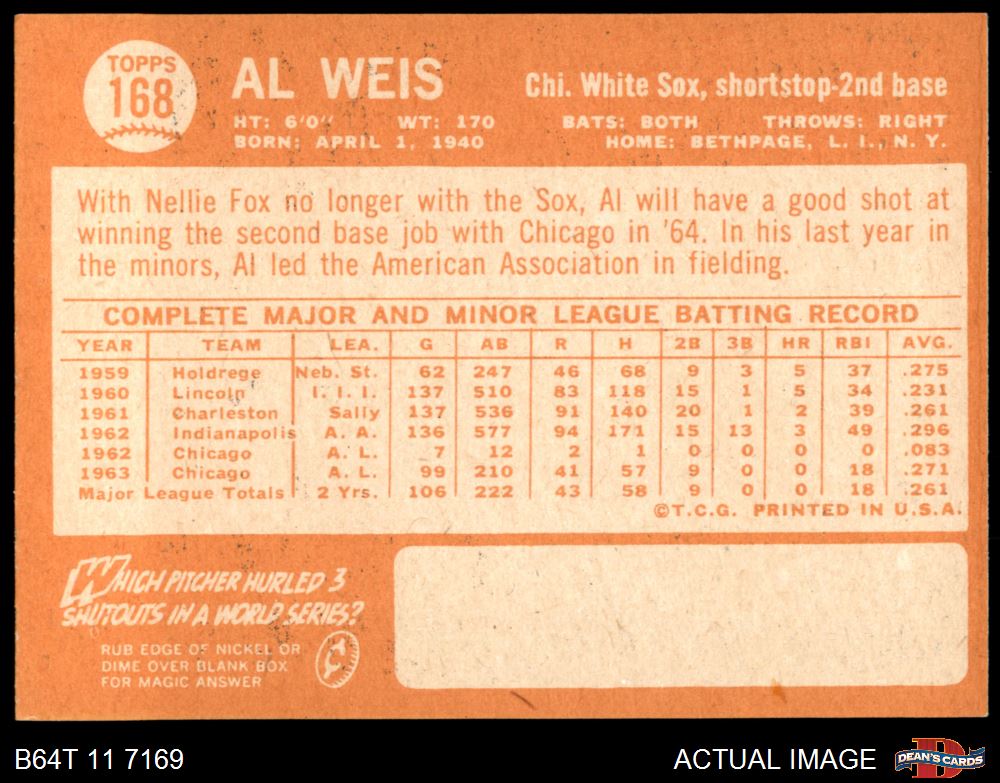 TOPPS
168
AL WEIS
Chi. White Sox, shortstop-2nd base
HT: 6'0" WT: 170 BATS: BOTH THROWS: RIGHT
BORN: APRIL 1, 1940 HOME: BETHPAGE, L. I., N. Y.
With Nellie Fox no longer with the Sox, Al will have a good shot at
winning the second base job with Chicago in '64. In his last year in
the minors, Al led the American Association in fielding.
COMPLETE MAJOR AND MINOR LEAGUE BATTING RECORD
YEAR TEAM LEA. G AB R H 2B 3B HR RBI AVG.
1959 Holdrege Neb. St. 62 247 46 68 9 3 5 37 .275
1960 Lincoln I. I. I. 137 510 83 118 15 1 5 34 .231
1961 Charleston Sally 137 536 91 140 20 1 2 39 .261
1962 Indianapolis A. A. 136 577 94 171 15 13 3 49 .296
1962 Chicago A. L. 7 12 2 1 0 0 0 0 .083
1963 Chicago A. L. 99 210 41 57 9 0 0 18 .271
Major League Totals 2 Yrs. 106 222 43 58 9 0 0 18 .261
©T.C.G. PRINTED IN U.S.A.
WHICH PITCHER HURLED 3
SHUTOUTS IN A WORLD SERIES?
RUB EDGE OF NICKEL OR
DIME OVER BLANK BOX
FOR MAGIC ANSWER
B64T 11 7169
ACTUAL IMAGE
D
DEAN'S CARDS